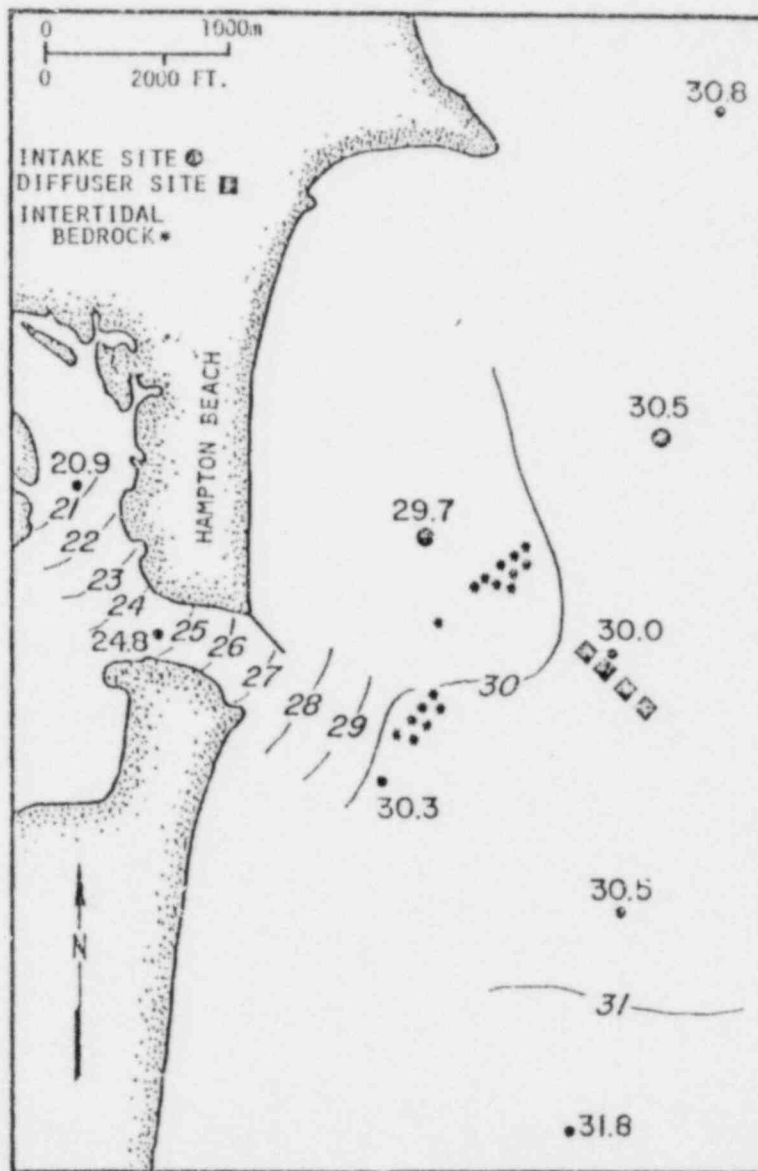 0 1000m
0 2000 FT.
30.8
INTAKE SITE
DIFFUSER SITE
INTERTIDAL
BEDROCK
HAMPTON BEACH
30.5
20.9
29.7
21
22
23
24
24.8
25
26
27
28
29
30
30.0
30.3
30.5
N
31
31.8